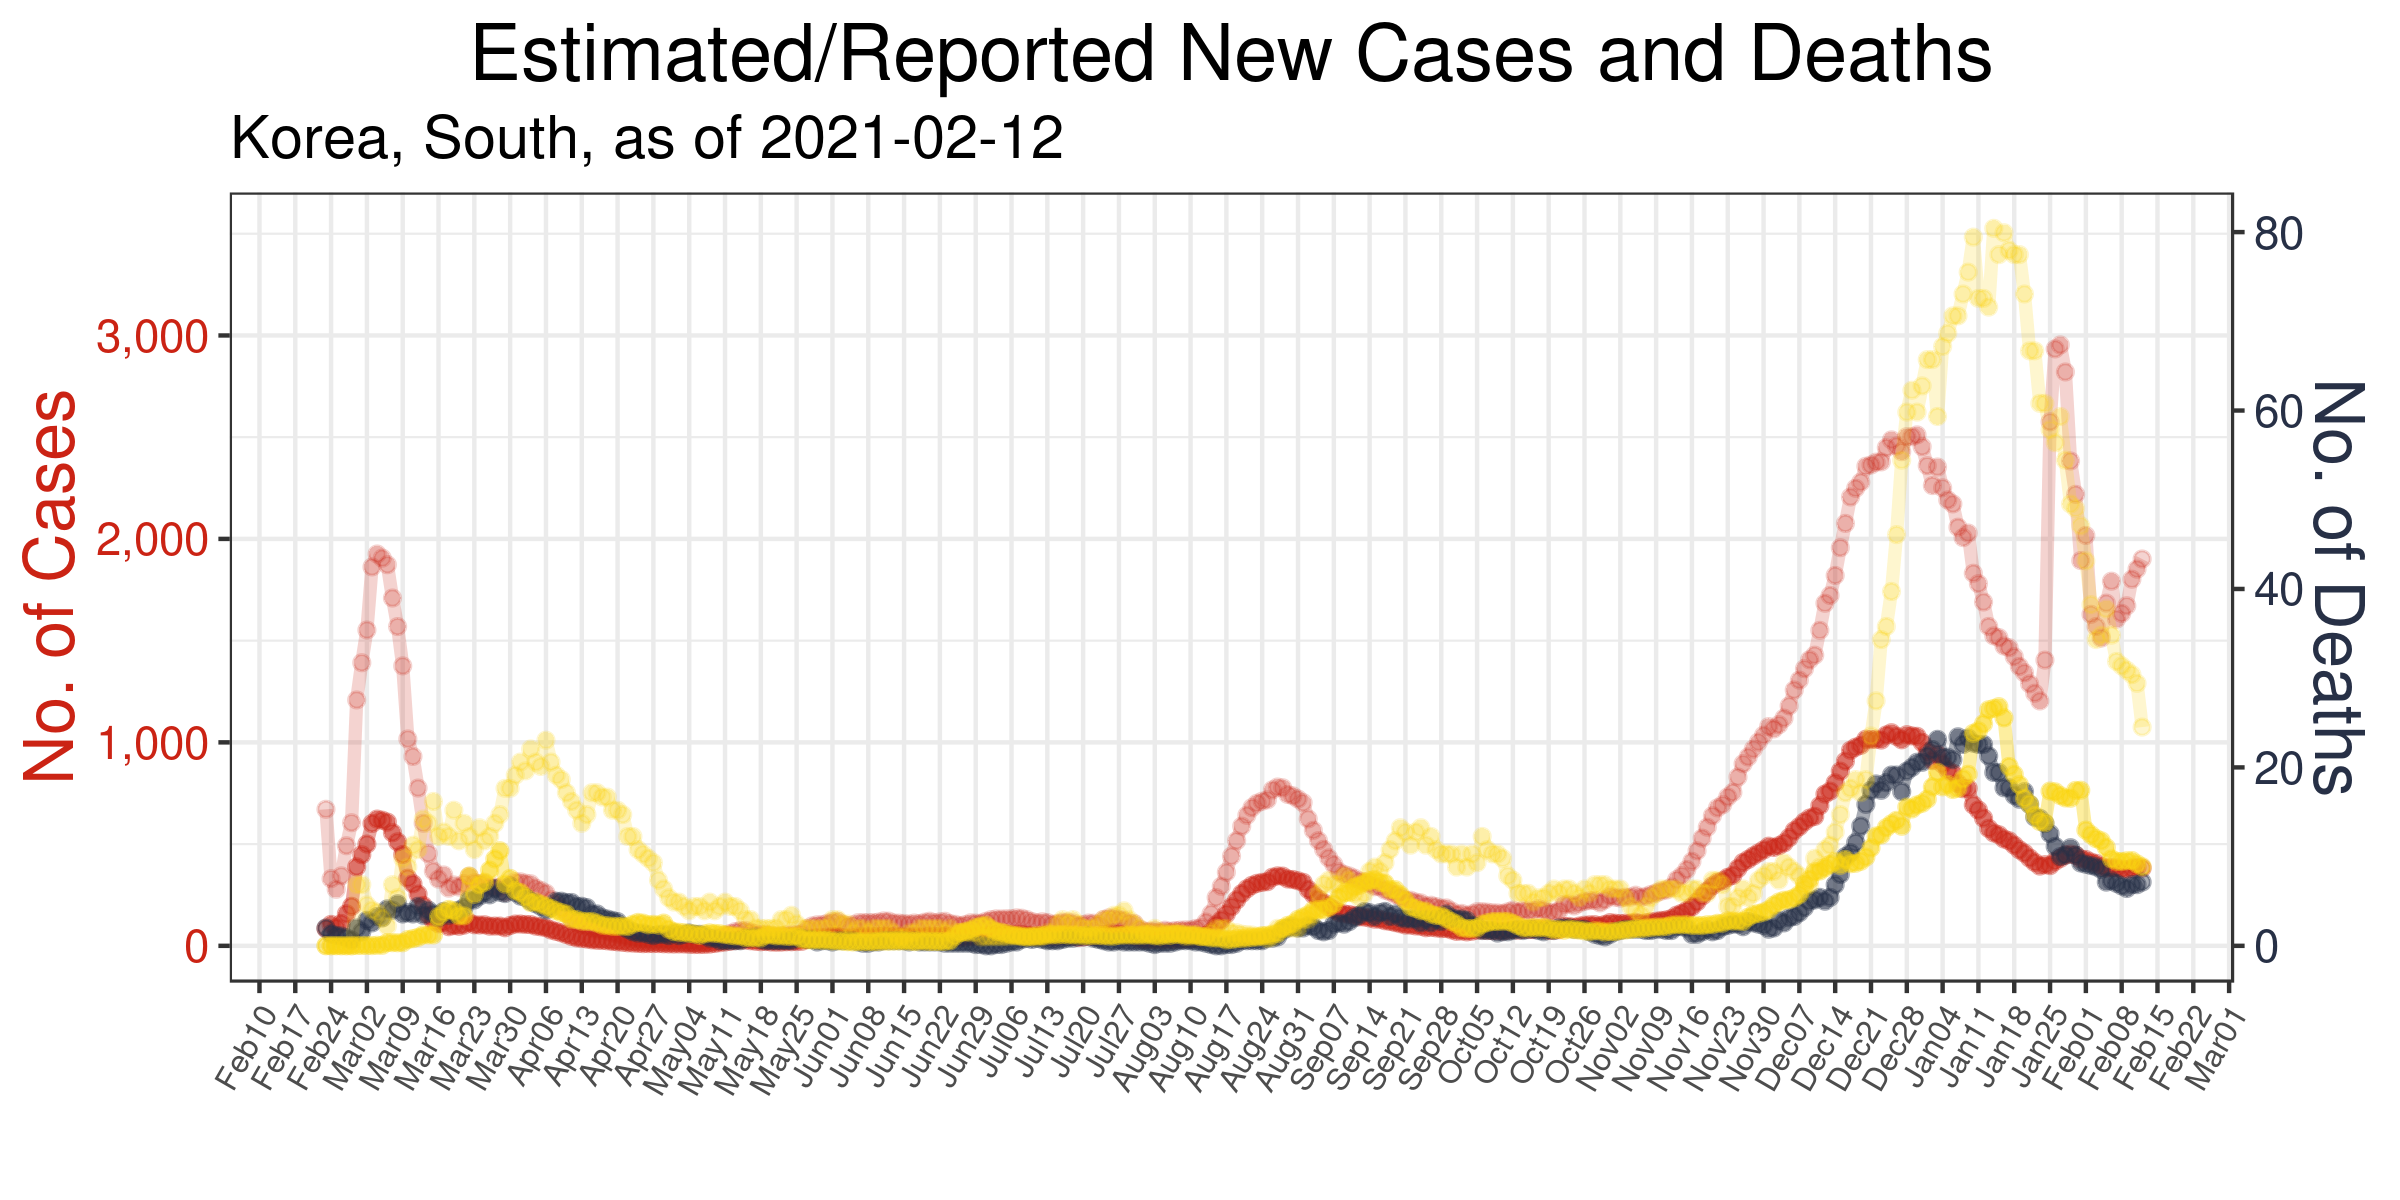 Estimated/Reported New Cases and Deaths
Korea, South, as of 2021-02-12
No. of Cases
3,000
2,000
1,000
0
80
60
40
20
0
No. of Deaths
Feb10
Feb17
Feb24
Mar02
Mar09
Mar16
Mar23
Mar30
Apr06
Apr13
Apr20
Apr27
May04
May11
May18
May25
Jun01
Jun08
Jun15
Jun22
Jun29
Jul06
Jul13
Jul20
Jul27
Aug03
Aug10
Aug17
Aug24
Aug31
Sep07
Sep14
Sep21
Sep28
Oct05
Oct12
Oct19
Oct26
Nov02
Nov09
Nov16
Nov23
Nov30
Dec07
Dec14
Dec21
Dec28
Jan04
Jan11
Jan18
Jan25
Feb01
Feb08
Feb15
Feb22
Mar01